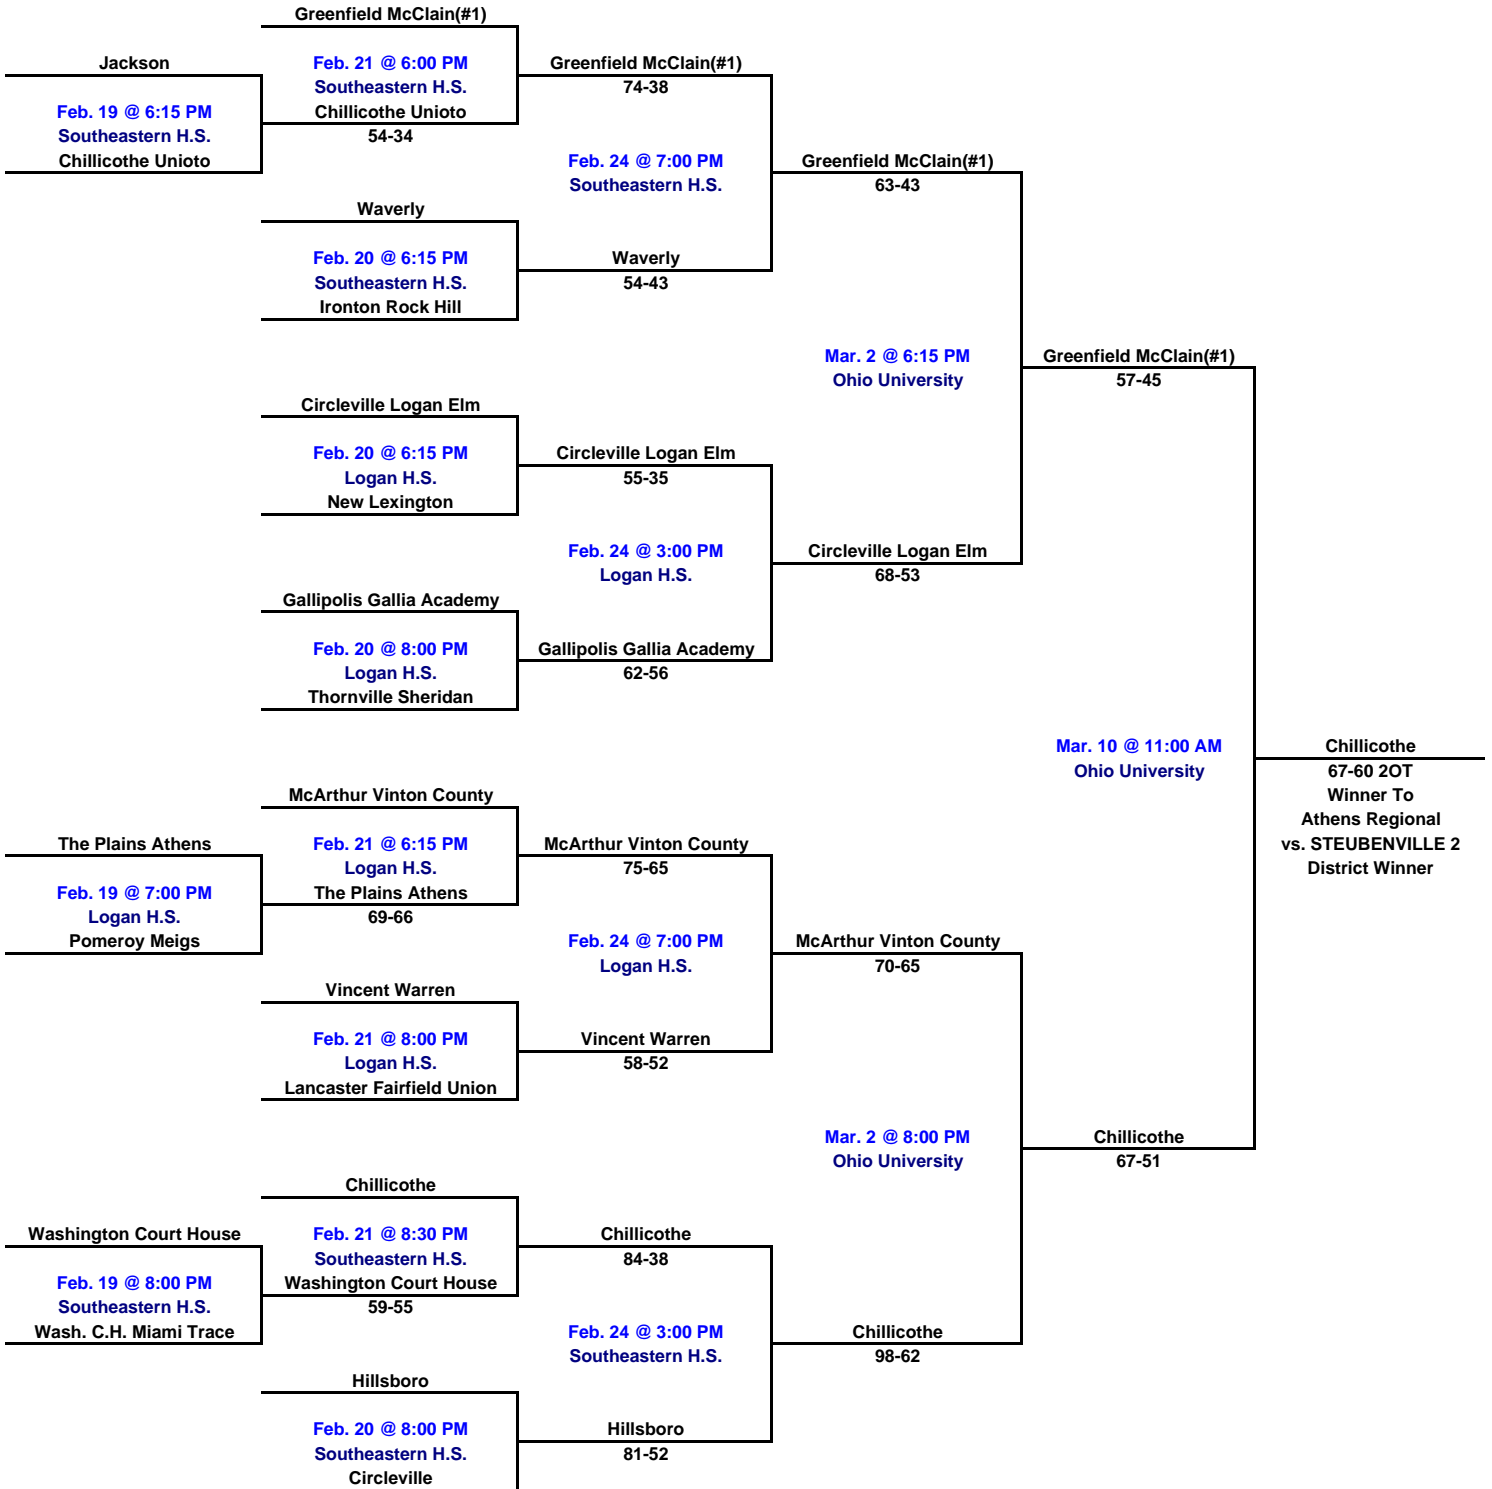 Greenfield McClain(#1)
Jackson
Feb. 21 @ 6:00 PM
Greenfield McClain(#1)
Southeastern H.S.
74-38
Feb. 19 @ 6:15 PM
Chillicothe Unioto
Southeastern H.S.
54-34
Chillicothe Unioto
Feb. 24 @ 7:00 PM
Greenfield McClain(#1)
Southeastern H.S.
63-43
Waverly
Feb. 20 @ 6:15 PM
Waverly
Southeastern H.S.
54-43
Ironton Rock Hill
Mar. 2 @ 6:15 PM
Greenfield McClain(#1)
Ohio University
57-45
Circleville Logan Elm
Feb. 20 @ 6:15 PM
Circleville Logan Elm
Logan H.S.
55-35
New Lexington
Feb. 24 @ 3:00 PM
Circleville Logan Elm
Logan H.S.
68-53
Gallipolis Gallia Academy
Feb. 20 @ 8:00 PM
Gallipolis Gallia Academy
Logan H.S.
62-56
Thornville Sheridan
Mar. 10 @ 11:00 AM
Chillicothe
Ohio University
67-60 2OT
McArthur Vinton County
Winner To
Athens Regional
The Plains Athens
Feb. 21 @ 6:15 PM
McArthur Vinton County
vs. STEUBENVILLE 2
Logan H.S.
75-65
District Winner
Feb. 19 @ 7:00 PM
The Plains Athens
Logan H.S.
69-66
Pomeroy Meigs
Feb. 24 @ 7:00 PM
McArthur Vinton County
Logan H.S.
70-65
Vincent Warren
Feb. 21 @ 8:00 PM
Vincent Warren
Logan H.S.
58-52
Lancaster Fairfield Union
Mar. 2 @ 8:00 PM
Chillicothe
Ohio University
67-51
Chillicothe
Washington Court House
Feb. 21 @ 8:30 PM
Chillicothe
Southeastern H.S.
84-38
Feb. 19 @ 8:00 PM
Washington Court House
Southeastern H.S.
59-55
Wash. C.H. Miami Trace
Feb. 24 @ 3:00 PM
Chillicothe
Southeastern H.S.
98-62
Hillsboro
Feb. 20 @ 8:00 PM
Hillsboro
Southeastern H.S.
81-52
Circleville